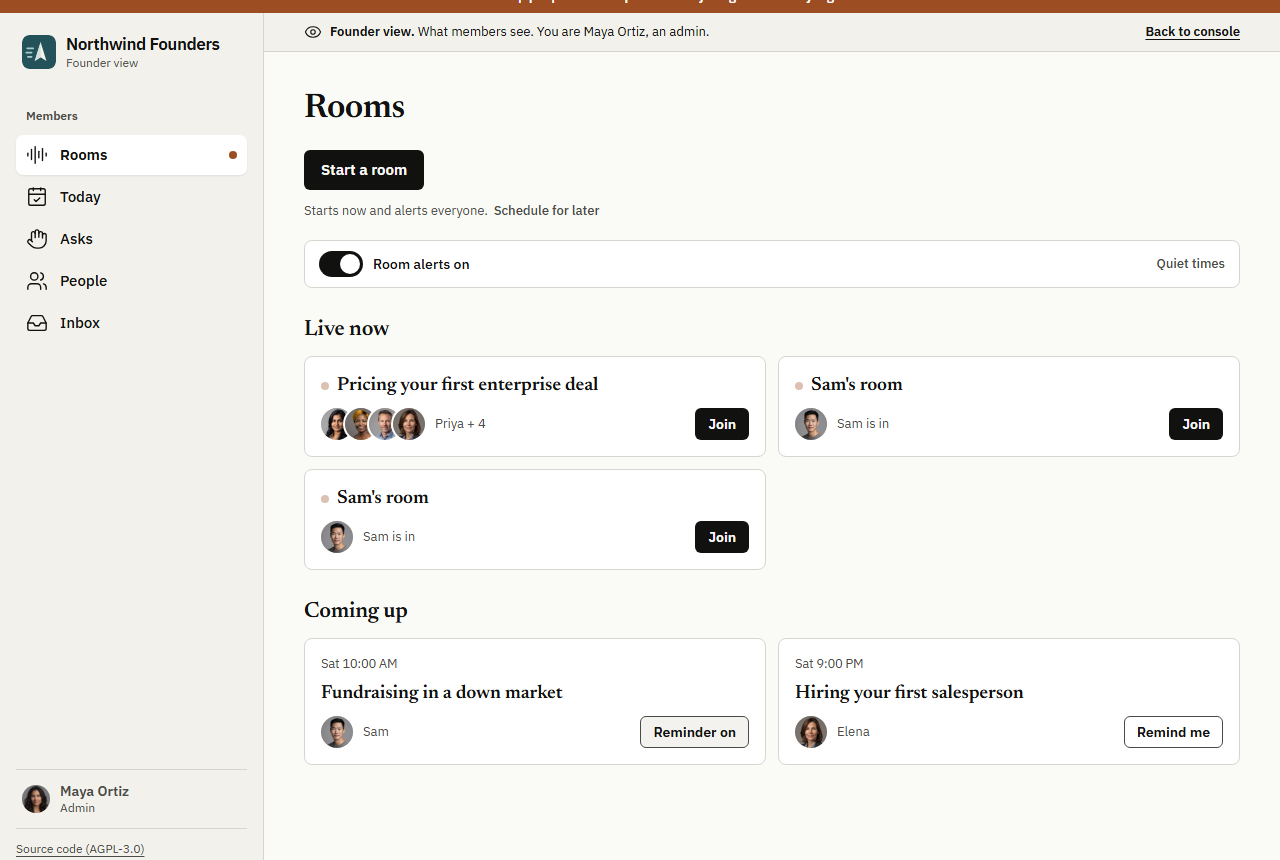 Northwind Founders
Founder view
Founder view. What members see. You are Maya Ortiz, an admin.
Back to console
Members
Rooms
Today
Asks
People
Inbox
Rooms
Start a room
Starts now and alerts everyone. Schedule for later
Room alerts on
Quiet times
Live now
Pricing your first enterprise deal
Priya + 4
Join
Sam's room
Sam is in
Join
Sam's room
Sam is in
Join
Coming up
Sat 10:00 AM
Fundraising in a down market
Sam
Reminder on
Sat 9:00 PM
Hiring your first salesperson
Elena
Remind me
Maya Ortiz
Admin
Source code (AGPL-3.0)